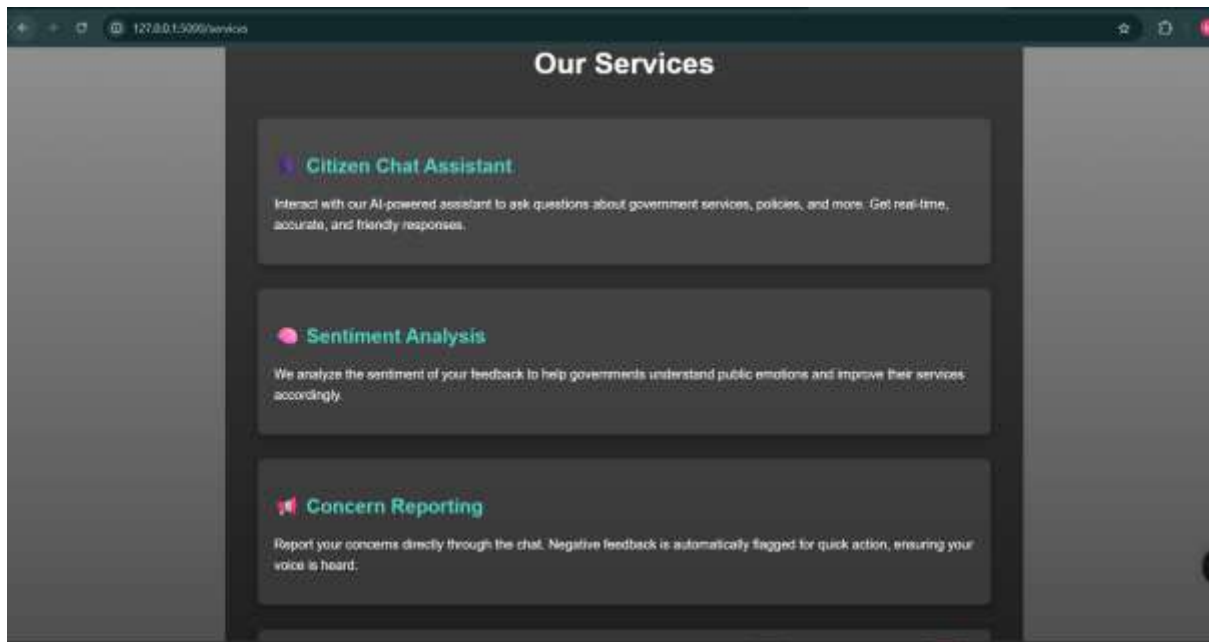 127.0.0.1:5000/services
Our Services
Citizen Chat Assistant
Interact with our AI-powered assistant to ask questions about government services, policies, and more. Get real-time,
accurate, and friendly responses.
Sentiment Analysis
We analyze the sentiment of your feedback to help governments understand public emotions and improve their services
accordingly.
Concern Reporting
Report your concerns directly through the chat. Negative feedback is automatically flagged for quick action, ensuring your
voice is heard.